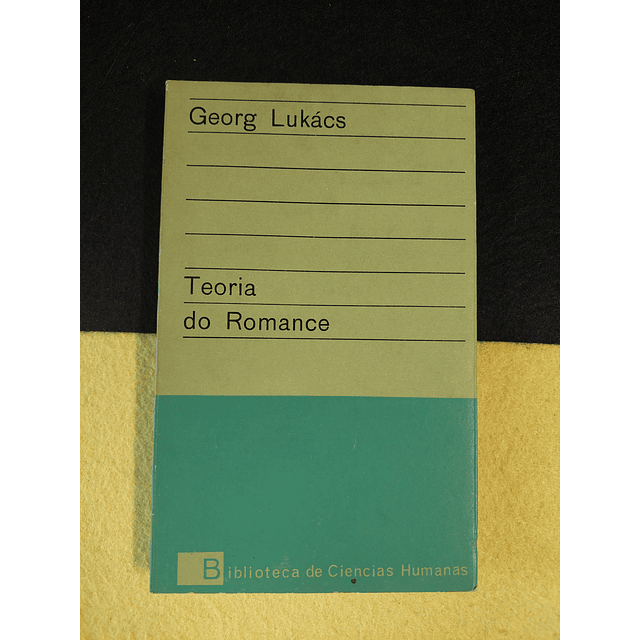 Georg Lukács
Teoria
do Romance
Biblioteca de Ciencias Humanas